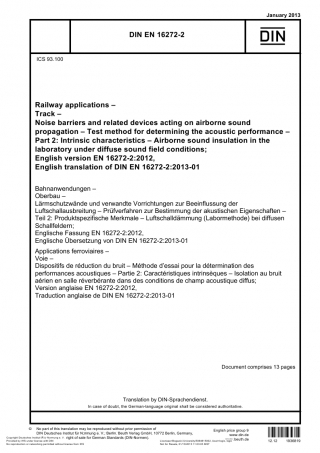 January 2013
DIN EN 16272-2
DIN
ICS 93.100
Railway applications –
Track –
Noise barriers and related devices acting on airborne sound
propagation – Test method for determining the acoustic performance –
Part 2: Intrinsic characteristics – Airborne sound insulation in the
laboratory under diffuse sound field conditions;
English version EN 16272-2:2012,
English translation of DIN EN 16272-2:2013-01
Bahnanwendungen –
Oberbau –
Lärmschutzwände und verwandte Vorrichtungen zur Beeinflussung der
Luftschallausbreitung – Prüfverfahren zur Bestimmung der akustischen Eigenschaften –
Teil 2: Produktspezifische Merkmale – Luftschalldämmung (Labormethode) bei diffusen
Schallfeldern;
Englische Fassung EN 16272-2:2012,
Englische Übersetzung von DIN EN 16272-2:2013-01
Applications ferroviaires –
Voie –
Dispositifs de réduction du bruit – Méthode d'essai pour la détermination des
performances acoustiques – Partie 2: Caractéristiques intrinsèques – Isolation au bruit
aérien en salle réverbérante dans des conditions de champ acoustique diffus;
Version anglaise EN 16272-2:2012,
Traduction anglaise de DIN EN 16272-2:2013-01
Document comprises 13 pages
Translation by DIN-Sprachendienst.
In case of doubt, the German-language original shall be considered authoritative.
© No part of this translation may be reproduced without prior permission of
DIN Deutsches Institut für Normung e. V., Berlin. Beuth Verlag GmbH, 10772 Berlin, Germany,
right of sale for German Standards (DIN-Normen).
English price group 9
www.din.de
www.beuth.de
12.12